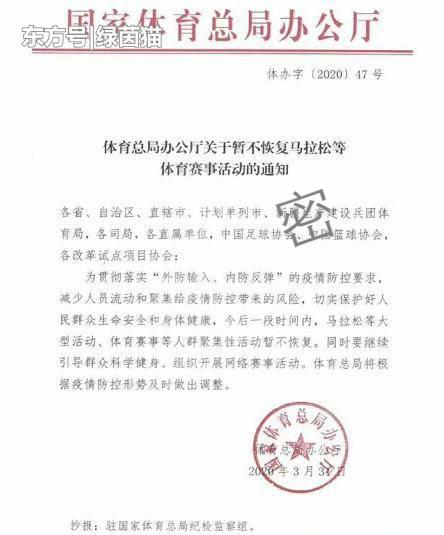 国家体育总局办公厅
东方号|绿茵猫
体办字〔2020〕47 号
体育总局办公厅关于暂不恢复马拉松等
体育赛事活动的通知
各省、自治区、直辖市、计划单列市、新疆生产建设兵团体
育局，各司局、各直属单位，中国足球协会、中国篮球协会，
各改革试点项目协会：
密
为贯彻落实“外防输入、内防反弹”的疫情防控要求，
减少人员流动和聚集给疫情防控带来的风险，切实保护好人
民群众生命安全和身体健康，今后一段时间内，马拉松等大
型活动、体育赛事等人群聚集性活动暂不恢复。同时要继续
引导群众科学健身、组织开展网络赛事活动。体育总局将根
据疫情防控形势及时做出调整。
国家体育总局办公厅
体育总局办公厅
2020 年 3 月 31 日
抄报：驻国家体育总局纪检监察组。